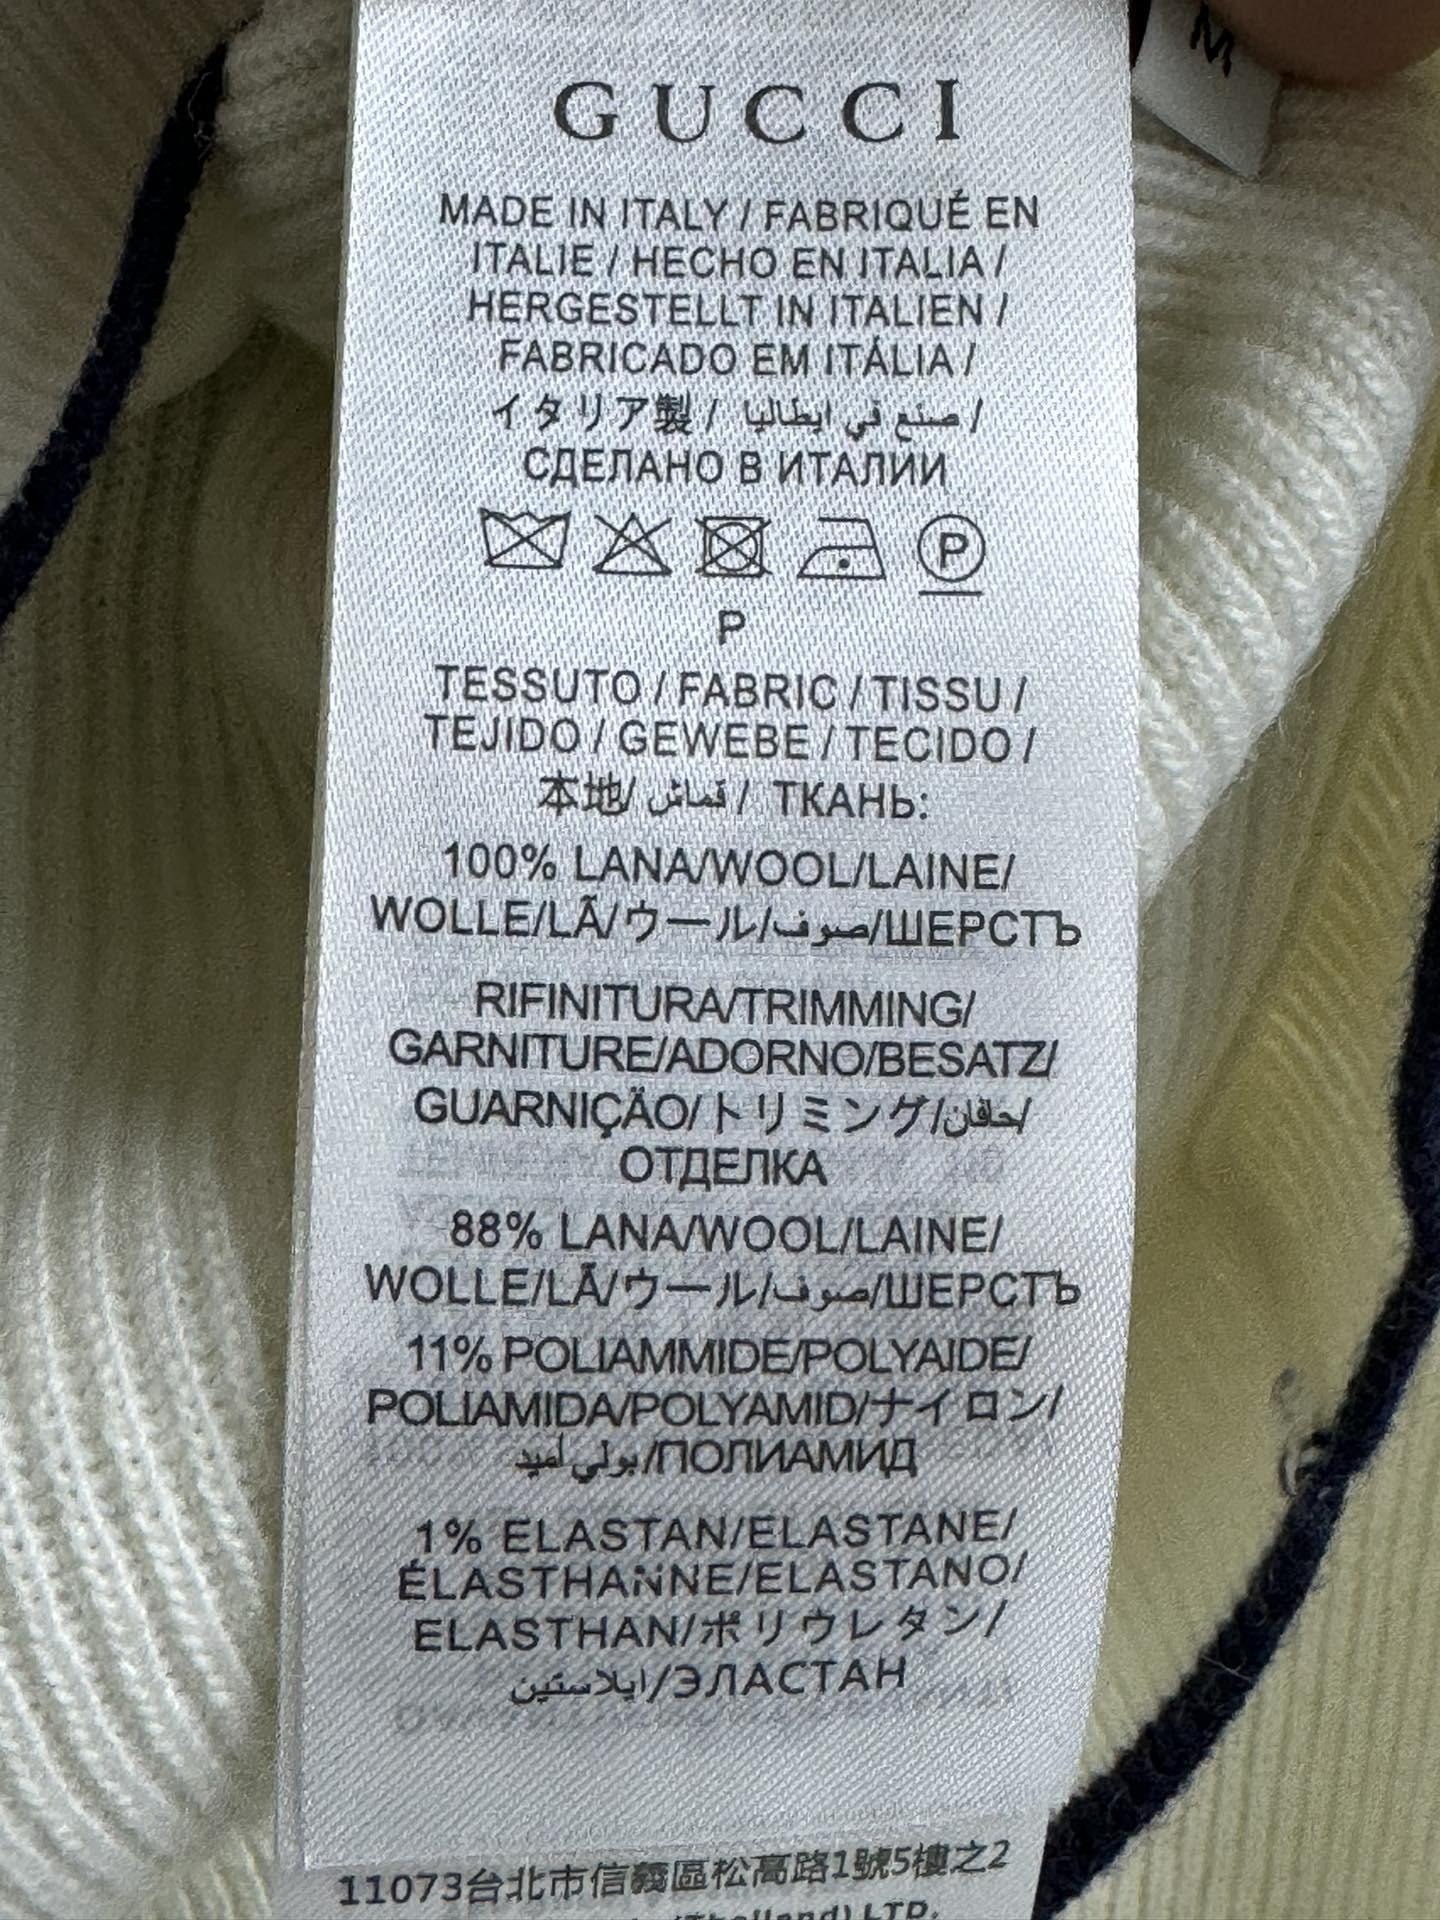 M
GUCCI
MADE IN ITALY / FABRIQUÉ EN
ITALIE / HECHO EN ITALIA /
HERGESTELLT IN ITALIEN /
FABRICADO EM ITÁLIA /
イタリア製 / صنع في ايطاليا /
СДЕЛАНО В ИТАЛИИ
P
P
TESSUTO / FABRIC / TISSU /
TEJIDO / GEWEBE / TECIDO /
本地/ قماش / ТКАНЬ:
100% LANA/WOOL/LAINE/
WOLLE/LÃ/ウール/صوف/ШЕРСТЬ
RIFINITURA/TRIMMING/
GARNITURE/ADORNO/BESATZ/
GUARNIÇÃO/トリミング/حافان/
ОТДЕЛКА
88% LANA/WOOL/LAINE/
WOLLE/LÃ/ウール/صوف/ШЕРСТЬ
11% POLIAMMIDE/POLYAIDE/
POLIAMIDA/POLYAMID/ナイロン/
بولي أميد/ПОЛИАМИД
1% ELASTAN/ELASTANE/
ÉLASTHANNE/ELASTANO/
ELASTHAN/ポリウレタン/
ايلاستين/ЭЛАСТАН
11073台北市信義區松高路1號5樓之2
LTD.